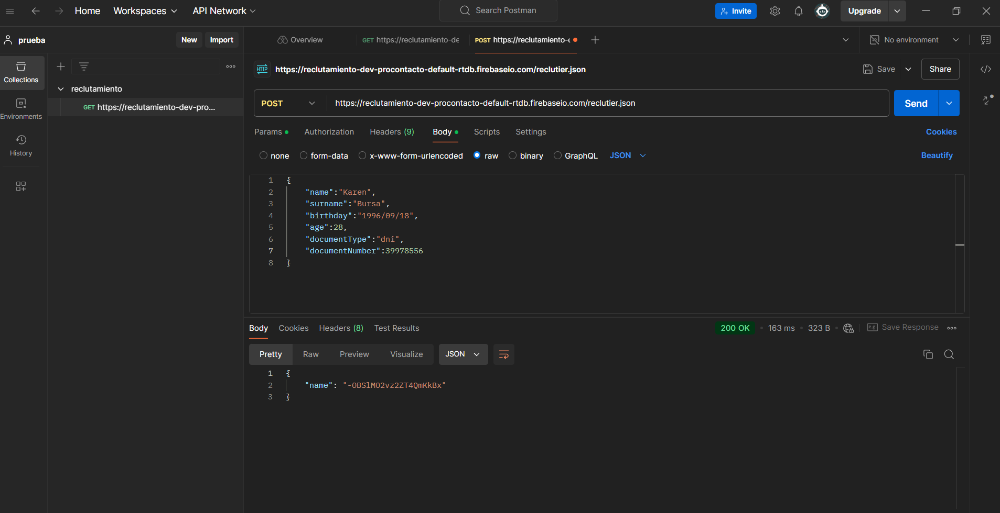 Home Workspaces API Network Search Postman Invite Upgrade
prueba New Import Overview GET https://reclutamiento-de POST https://reclutamiento-( No environment
Collections
Environments
History
reclutamiento
GET https://reclutamiento-dev-pro...
HTTP https://reclutamiento-dev-procontacto-default-rtdb.firebaseio.com/reclutier.json Save Share
POST https://reclutamiento-dev-procontacto-default-rtdb.firebaseio.com/reclutier.json Send
Params Authorization Headers (9) Body Scripts Settings Cookies
none form-data x-www-form-urlencoded raw binary GraphQL JSON Beautify
1 {
2 "name":"Karen",
3 "surname":"Bursa",
4 "birthday":"1996/09/18",
5 "age":28,
6 "documentType":"dni",
7 "documentNumber":39978556
8 }
Body Cookies Headers (8) Test Results 200 OK 163 ms 323 B e.g. Save Response
Pretty Raw Preview Visualize JSON
1 {
2 "name": "-OBSlMO2vz2ZT4QmKkBx"
3 }